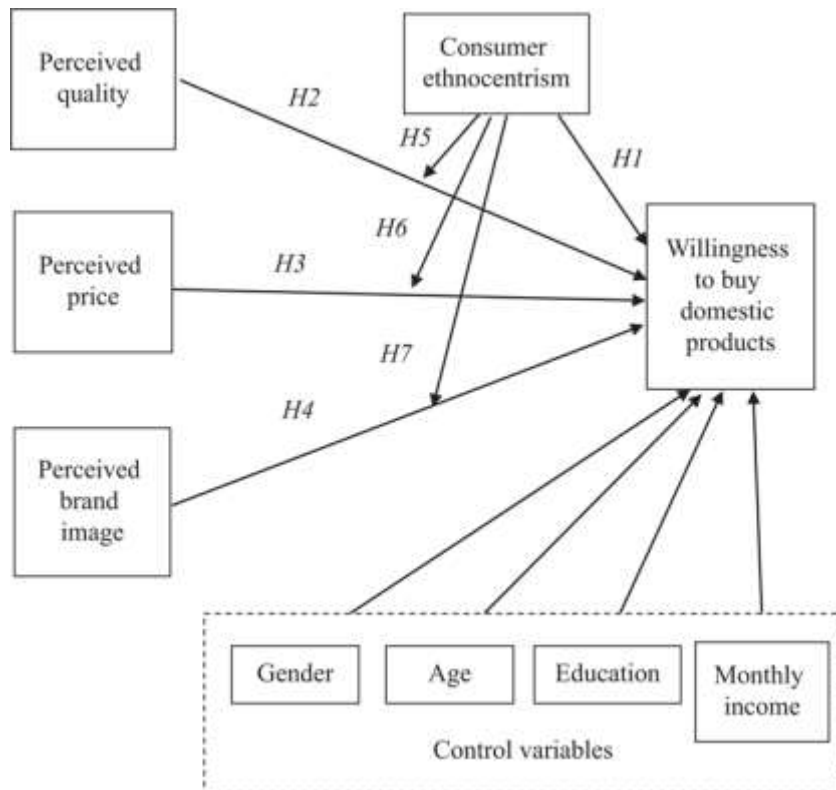 Perceived
quality
Consumer
ethnocentrism
H2
H5
H1
Perceived
price
H6
H3
Willingness
to buy
domestic
products
H7
H4
Perceived
brand
image
Gender
Age
Education
Monthly
income
Control variables